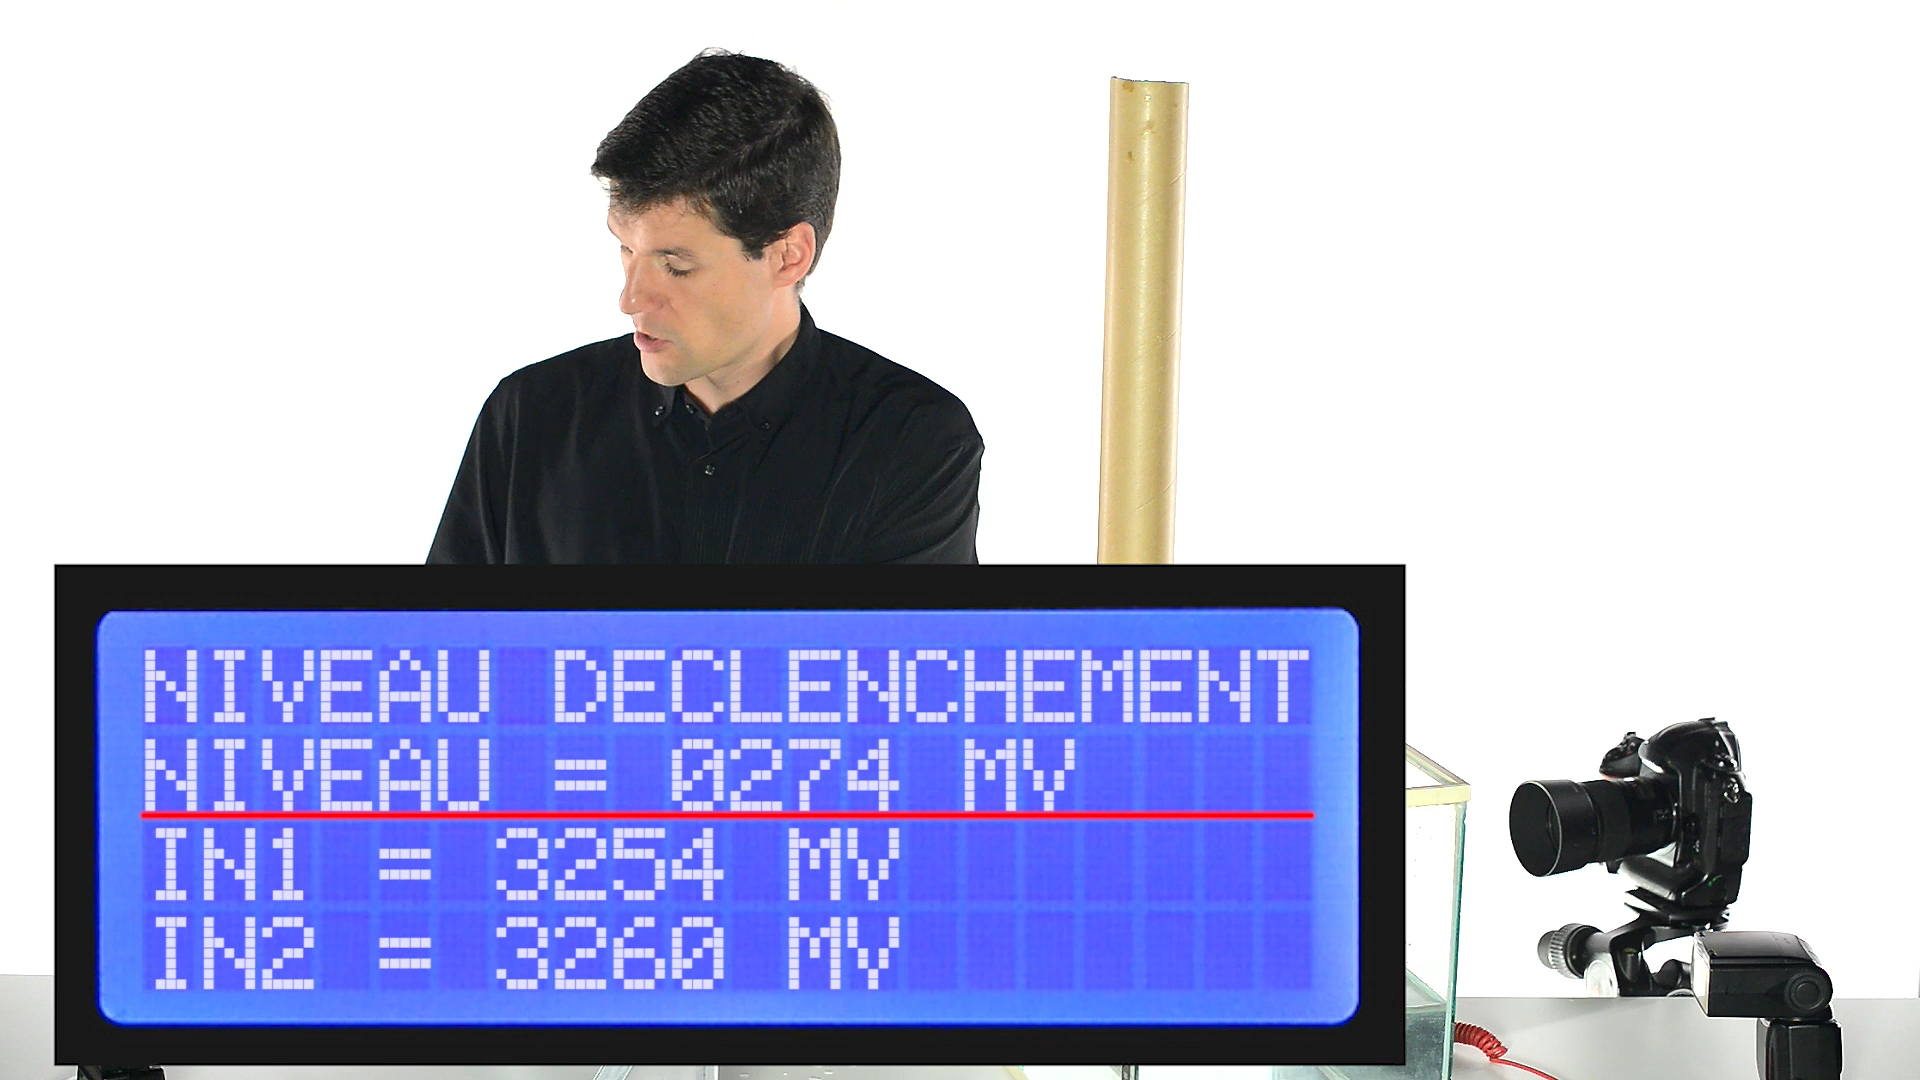 NIVEAU DECLENCHEMENT
NIVEAU = 0274 MV
IN1 = 3254 MV
IN2 = 3260 MV